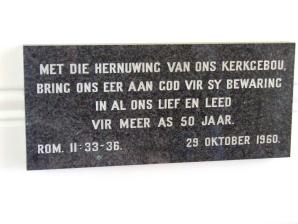 MET DIE HERNUWING VAN ONS KERKGEBOU,
BRING ONS EER AAN GOD VIR SY BEWARING
IN AL ONS LIEF EN LEED
VIR MEER AS 50 JAAR.
ROM. 11-33-36. 29 OKTOBER 1960.